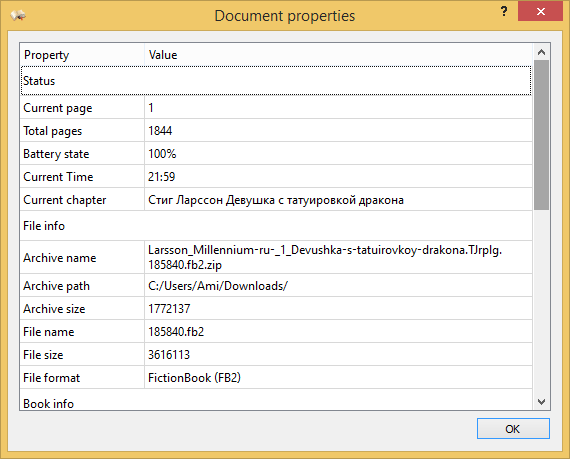 Document properties
?
Property Value
Status
Current page 1
Total pages 1844
Battery state 100%
Current Time 21:59
Current chapter Стиг Ларссон Девушка с татуировкой дракона
File info
Archive name Larsson_Millennium-ru-_1_Devushka-s-tatuirovkoy-drakona.TJrpIg.
185840.fb2.zip
Archive path C:/Users/Ami/Downloads/
Archive size 1772137
File name 185840.fb2
File size 3616113
File format FictionBook (FB2)
Book info
OK